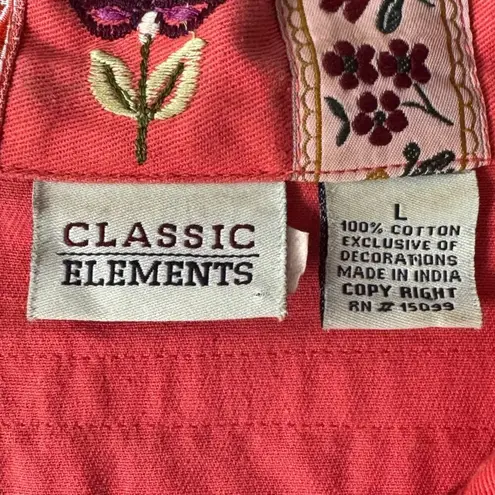 CLASSIC
ELEMENTS
L
100% COTTON
EXCLUSIVE OF
DECORATIONS
MADE IN INDIA
COPY RIGHT
RN # 15099